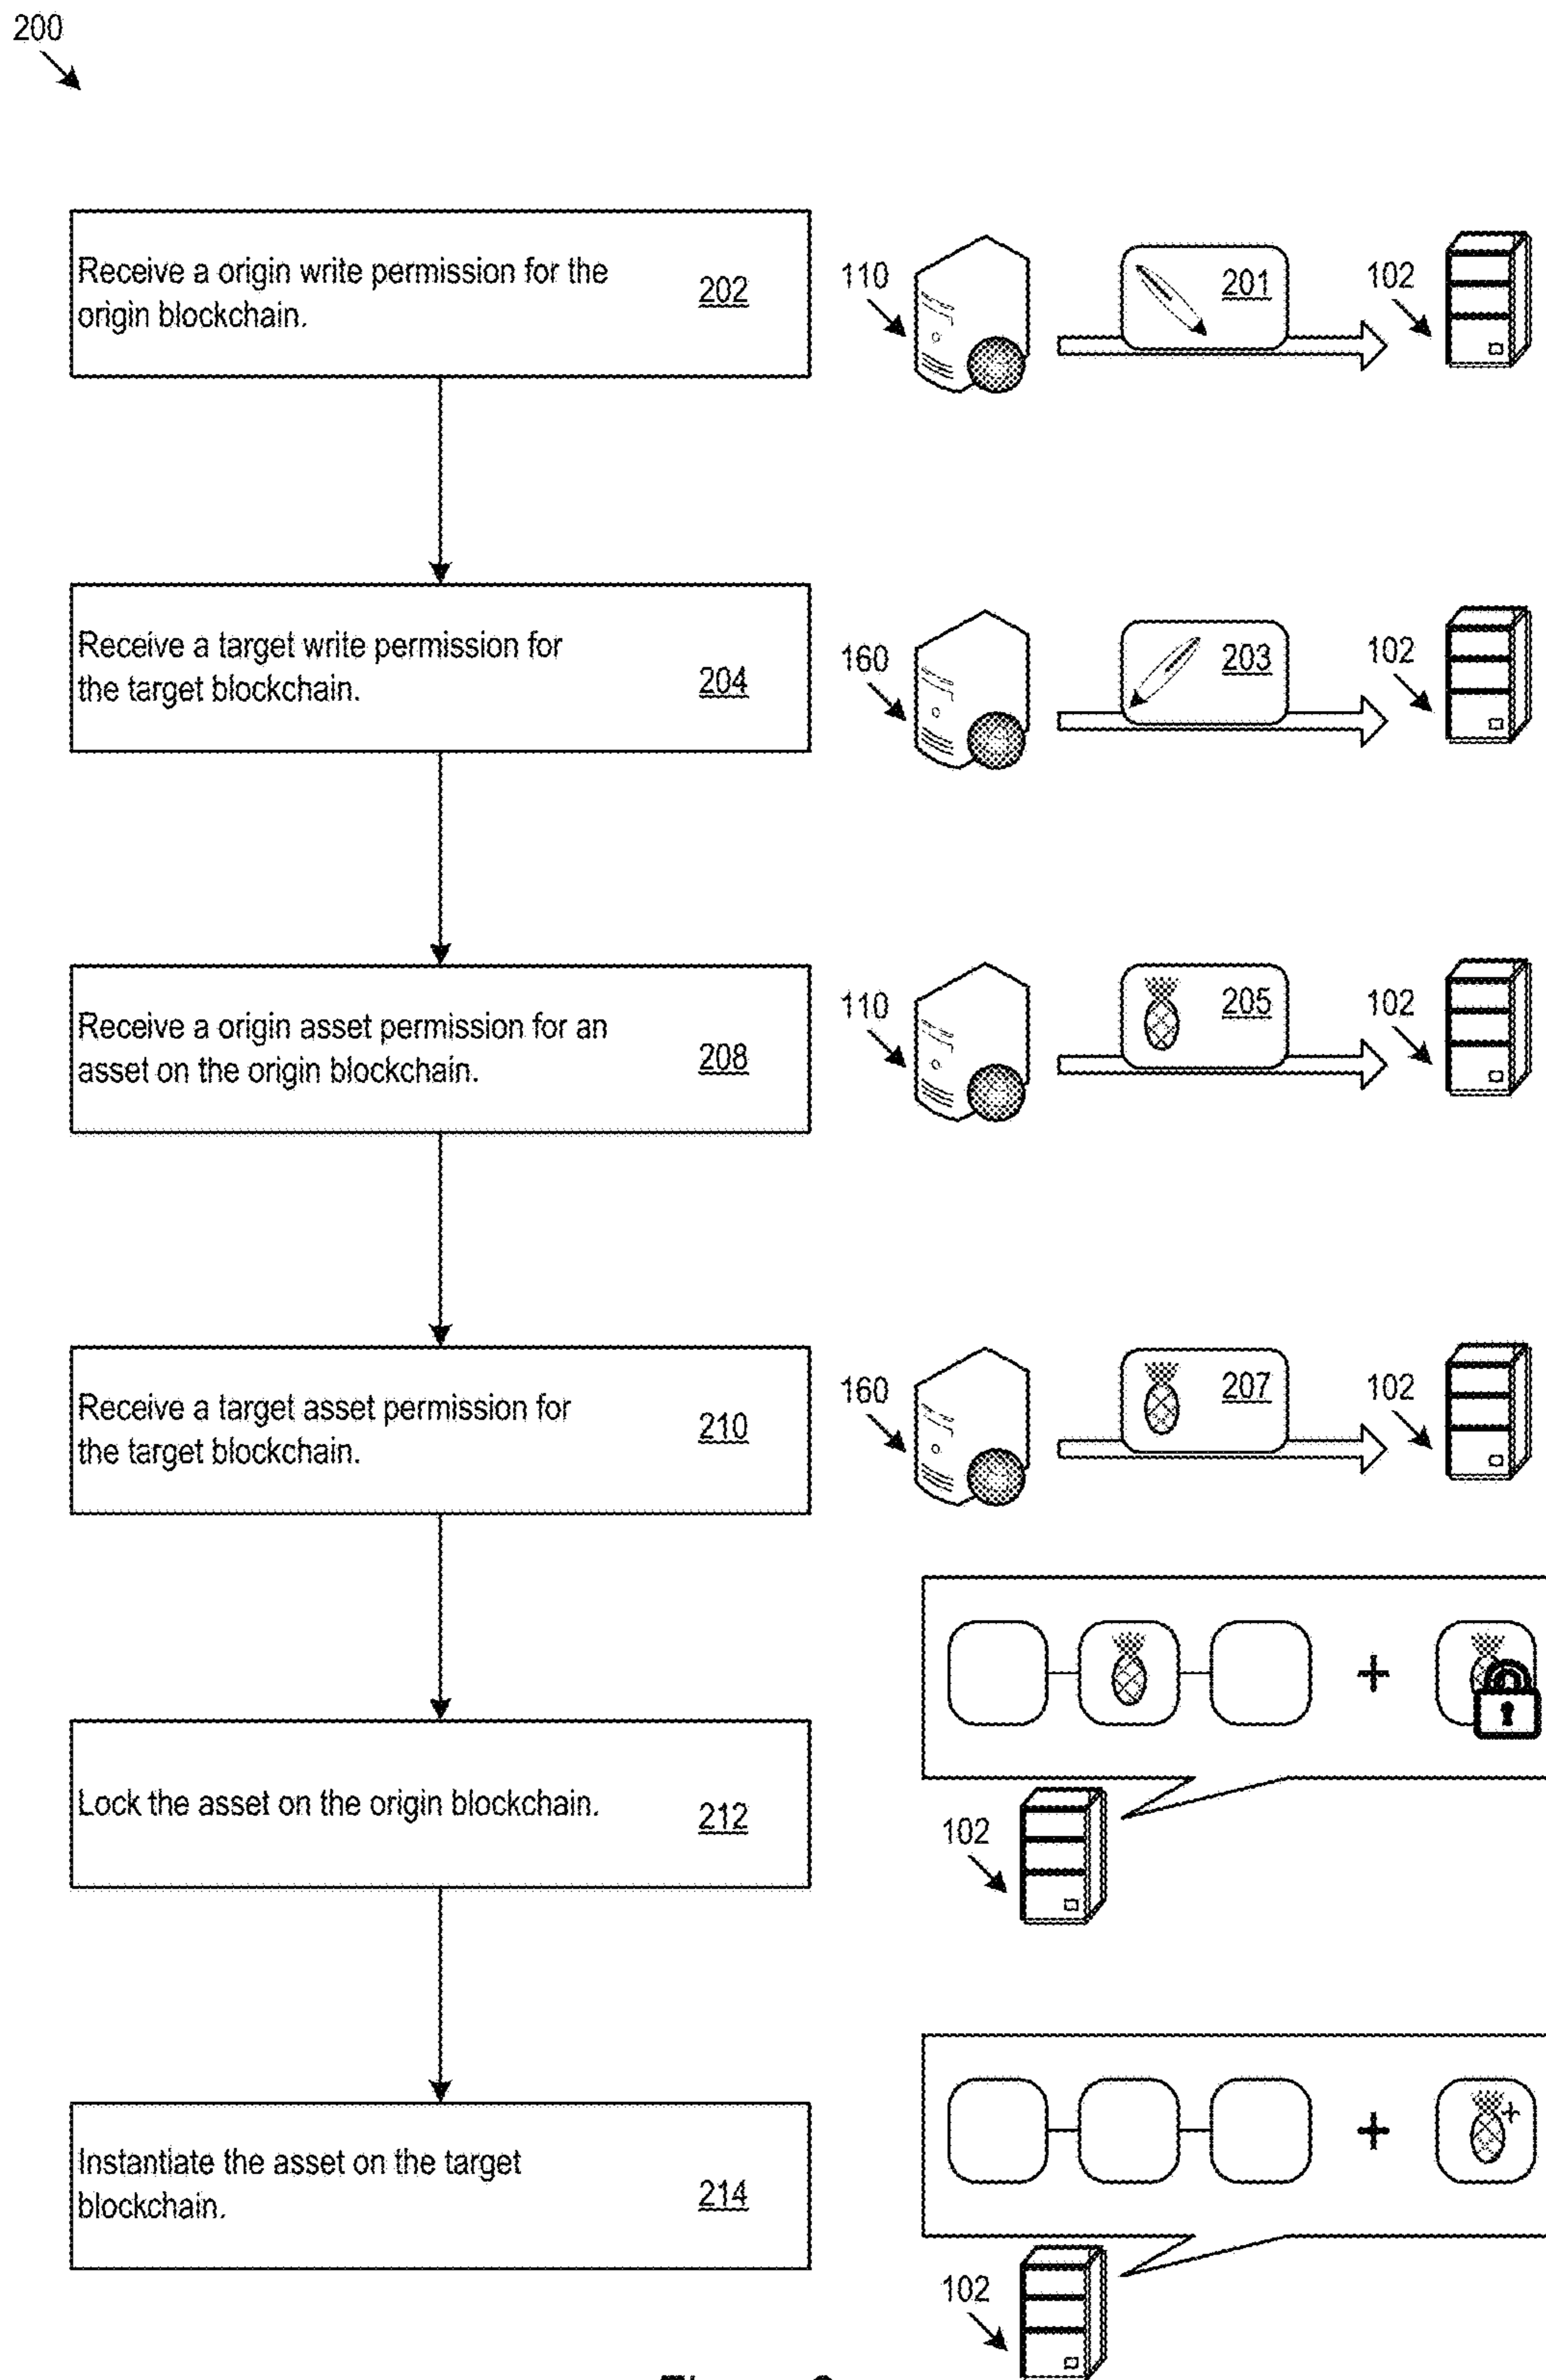 200
Receive a origin write permission for the
origin blockchain.
202
110
201
102
Receive a target write permission for
the target blockchain.
204
160
203
102
Receive a origin asset permission for an
asset on the origin blockchain.
208
110
205
102
Receive a target asset permission for
the target blockchain.
210
160
207
102
+
Lock the asset on the origin blockchain.
212
102
+
+
Instantiate the asset on the target
blockchain.
214
102